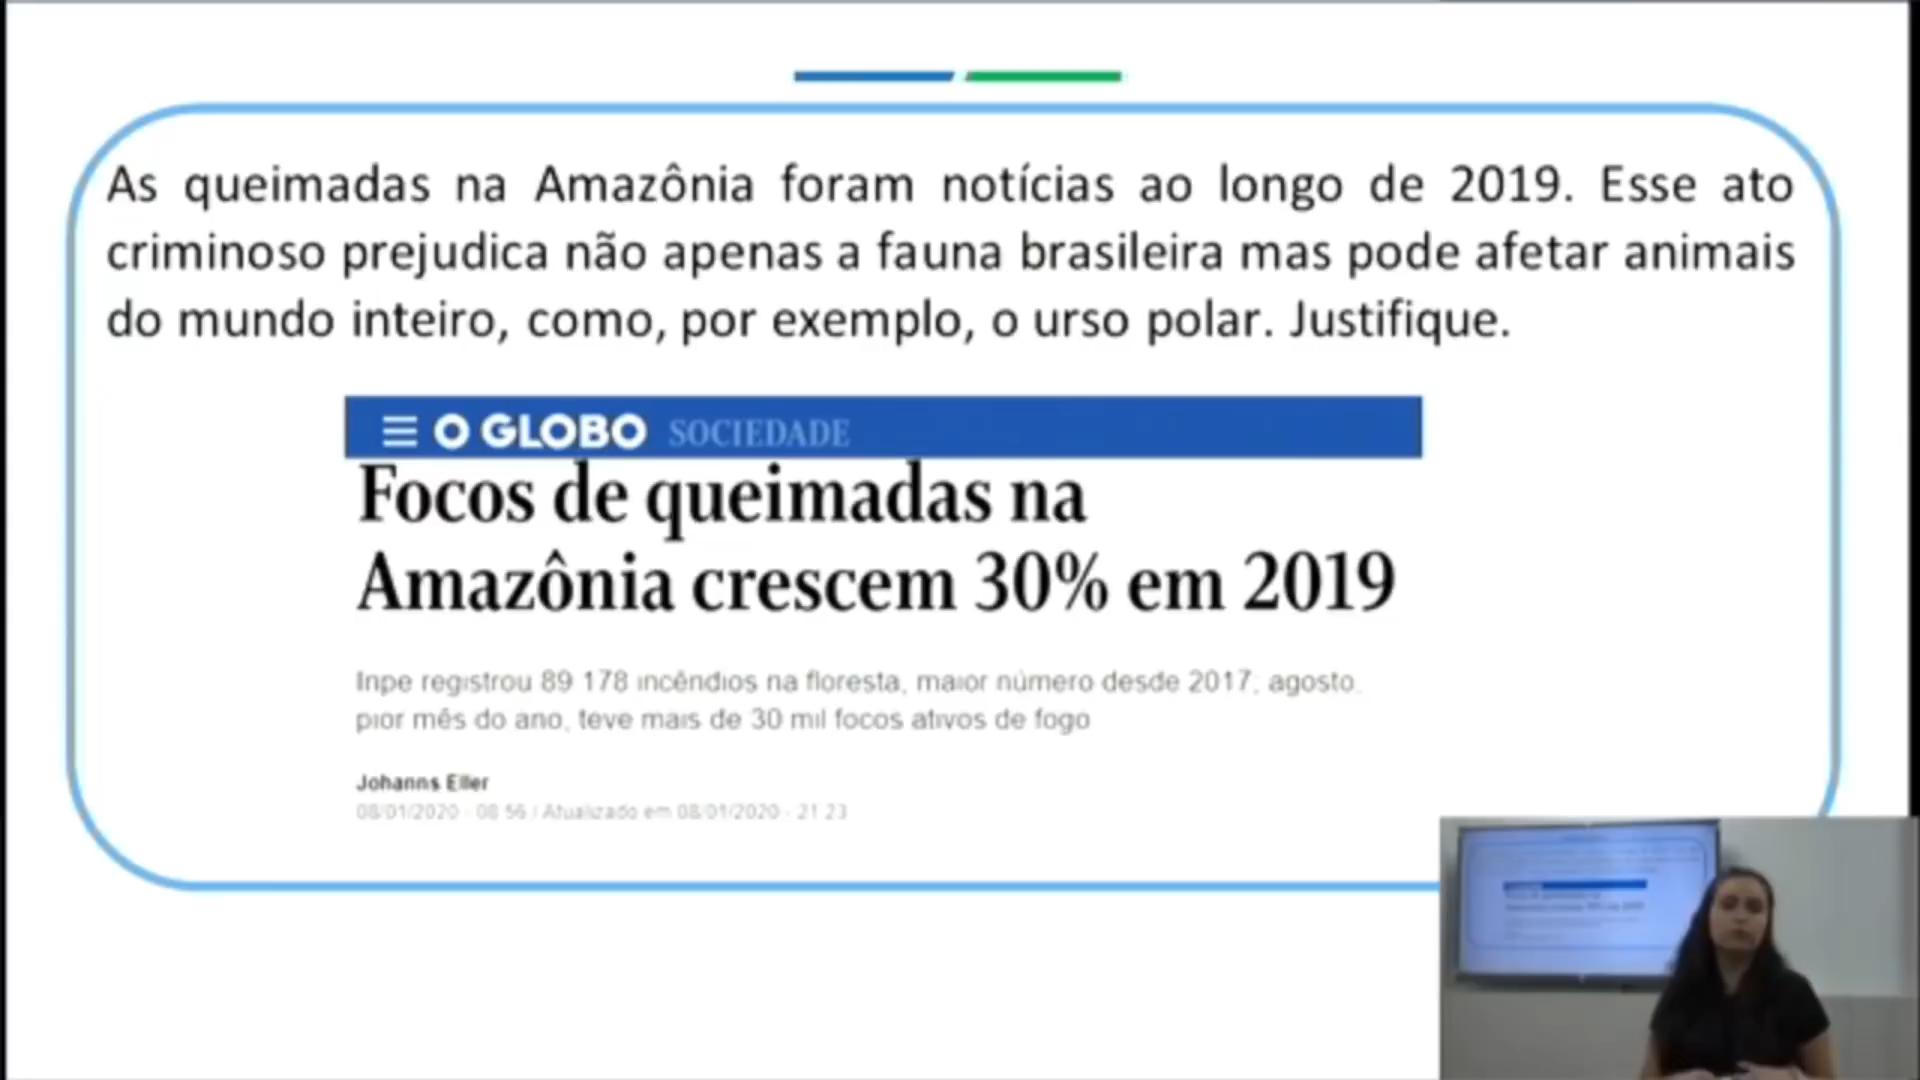 As queimadas na Amazônia foram notícias ao longo de 2019. Esse ato
criminoso prejudica não apenas a fauna brasileira mas pode afetar animais
do mundo inteiro, como, por exemplo, o urso polar. Justifique.
O GLOBO SOCIEDADE
Focos de queimadas na
Amazônia crescem 30% em 2019
Inpe registrou 89 178 incêndios na floresta, maior número desde 2017; agosto,
pior mês do ano, teve mais de 30 mil focos ativos de fogo
Johanns Eller
08/01/2020 - 08:56 / Atualizado em 08/01/2020 - 21:23